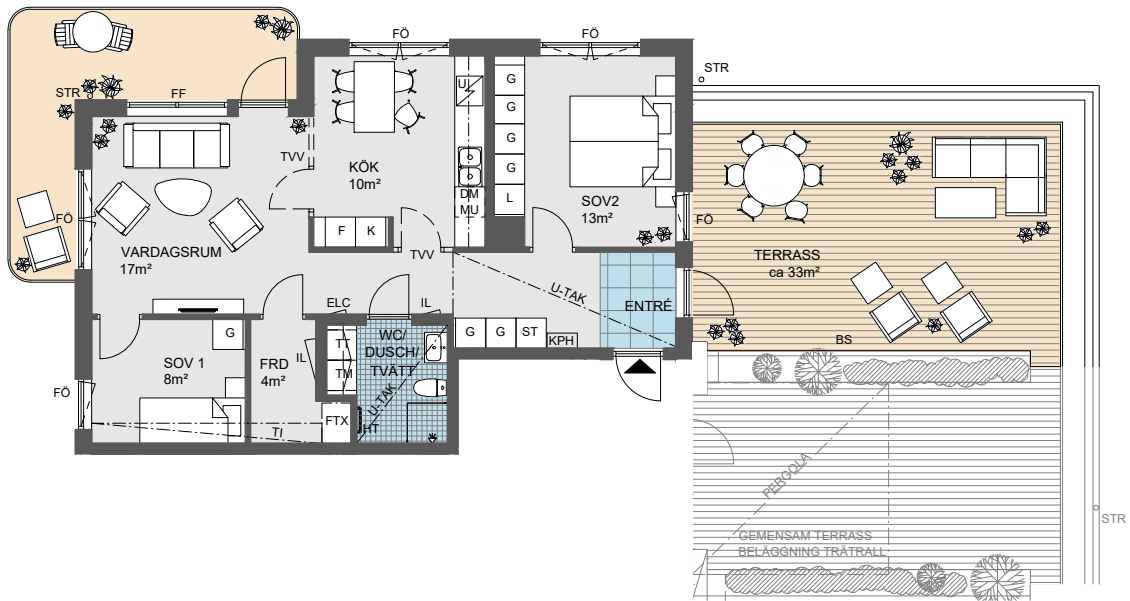 FÖ
FÖ
STR
STR
FF
U
G
G
G
G
L
TVV
KÖK
10m²
DM
MU
SOV2
13m²
FÖ
FÖ
VARDAGSRUM
17m²
F K
TVV
TERRASS
ca 33m²
U-TAK
ENTRÉ
ELC
IL
G
G G ST
KPH
BS
SOV 1
8m²
FRD
4m²
IL
TT
TM
WC/
DUSCH/
TVÄTT
U-TAK
FÖ
FTX
HT
TI
PERGOLA
STR
GEMENSAM TERRASS
BELÄGGNING TRÄTRALL